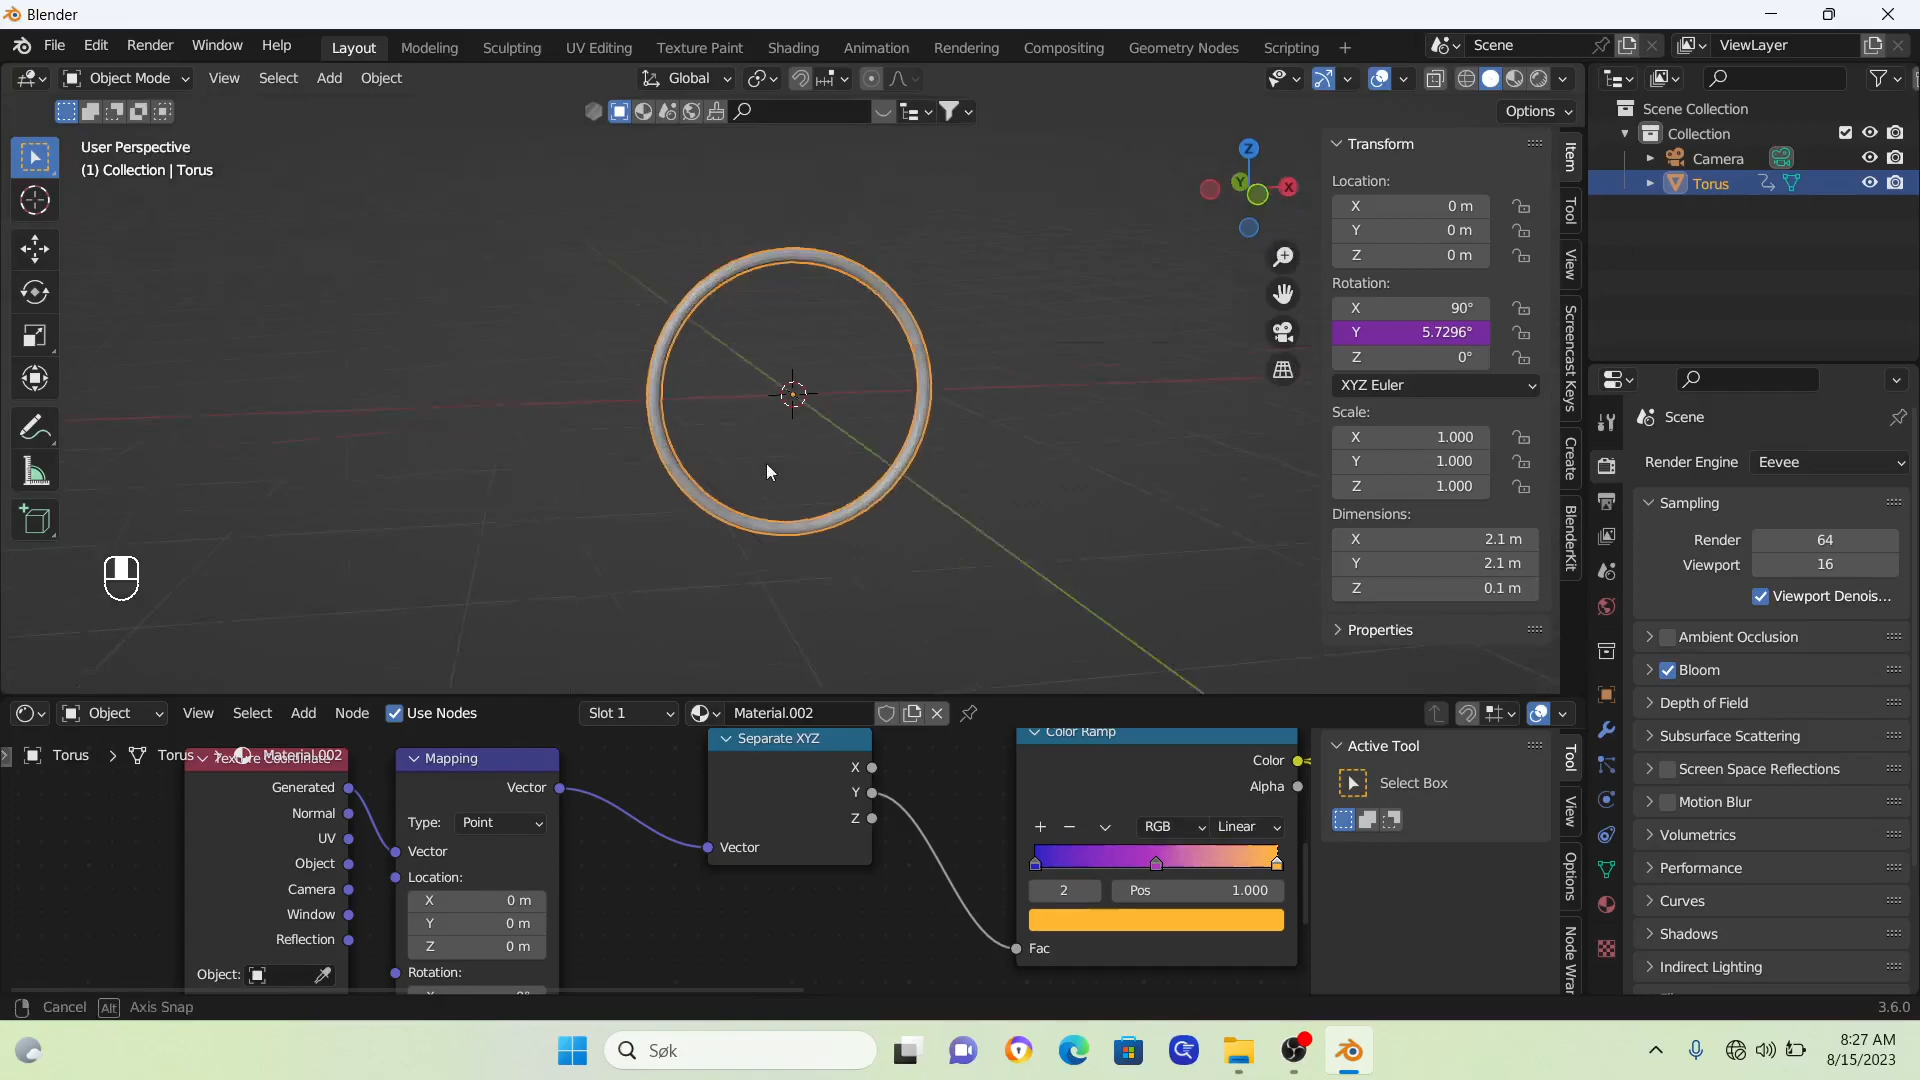 Blender
File Edit Render Window Help
Layout Modeling Sculpting UV Editing Texture Paint Shading Animation Rendering Compositing Geometry Nodes Scripting
Scene
ViewLayer
Object Mode View Select Add Object
Global
Options
User Perspective
(1) Collection | Torus
Z
Y
X
Transform
Location:
X 0 m
Y 0 m
Z 0 m
Rotation:
X 90°
Y 5.7296°
Z 0°
XYZ Euler
Scale:
X 1.000
Y 1.000
Z 1.000
Dimensions:
X 2.1 m
Y 2.1 m
Z 0.1 m
Properties
Item
Tool
View
Screencast Keys
Create
BlenderKit
Scene Collection
Collection
Camera
Torus
Scene
Render Engine Eevee
Sampling
Render 64
Viewport 16
Viewport Denois...
Ambient Occlusion
Bloom
Depth of Field
Subsurface Scattering
Screen Space Reflections
Motion Blur
Volumetrics
Performance
Curves
Shadows
Indirect Lighting
Object View Select Add Node Use Nodes
Slot 1
Material.002
Torus > Torus > Material.002
Texture Coordinate
Generated
Normal
UV
Object
Camera
Window
Reflection
Object:
Mapping
Vector
Type: Point
Vector
Location:
X 0 m
Y 0 m
Z 0 m
Rotation:
Separate XYZ
X
Y
Z
Vector
Color Ramp
Color
Alpha
RGB Linear
2 Pos 1.000
Fac
Active Tool
Select Box
Tool
View
Options
Node Wra
Cancel Alt Axis Snap
3.6.0
Søk
8:27 AM
8/15/2023